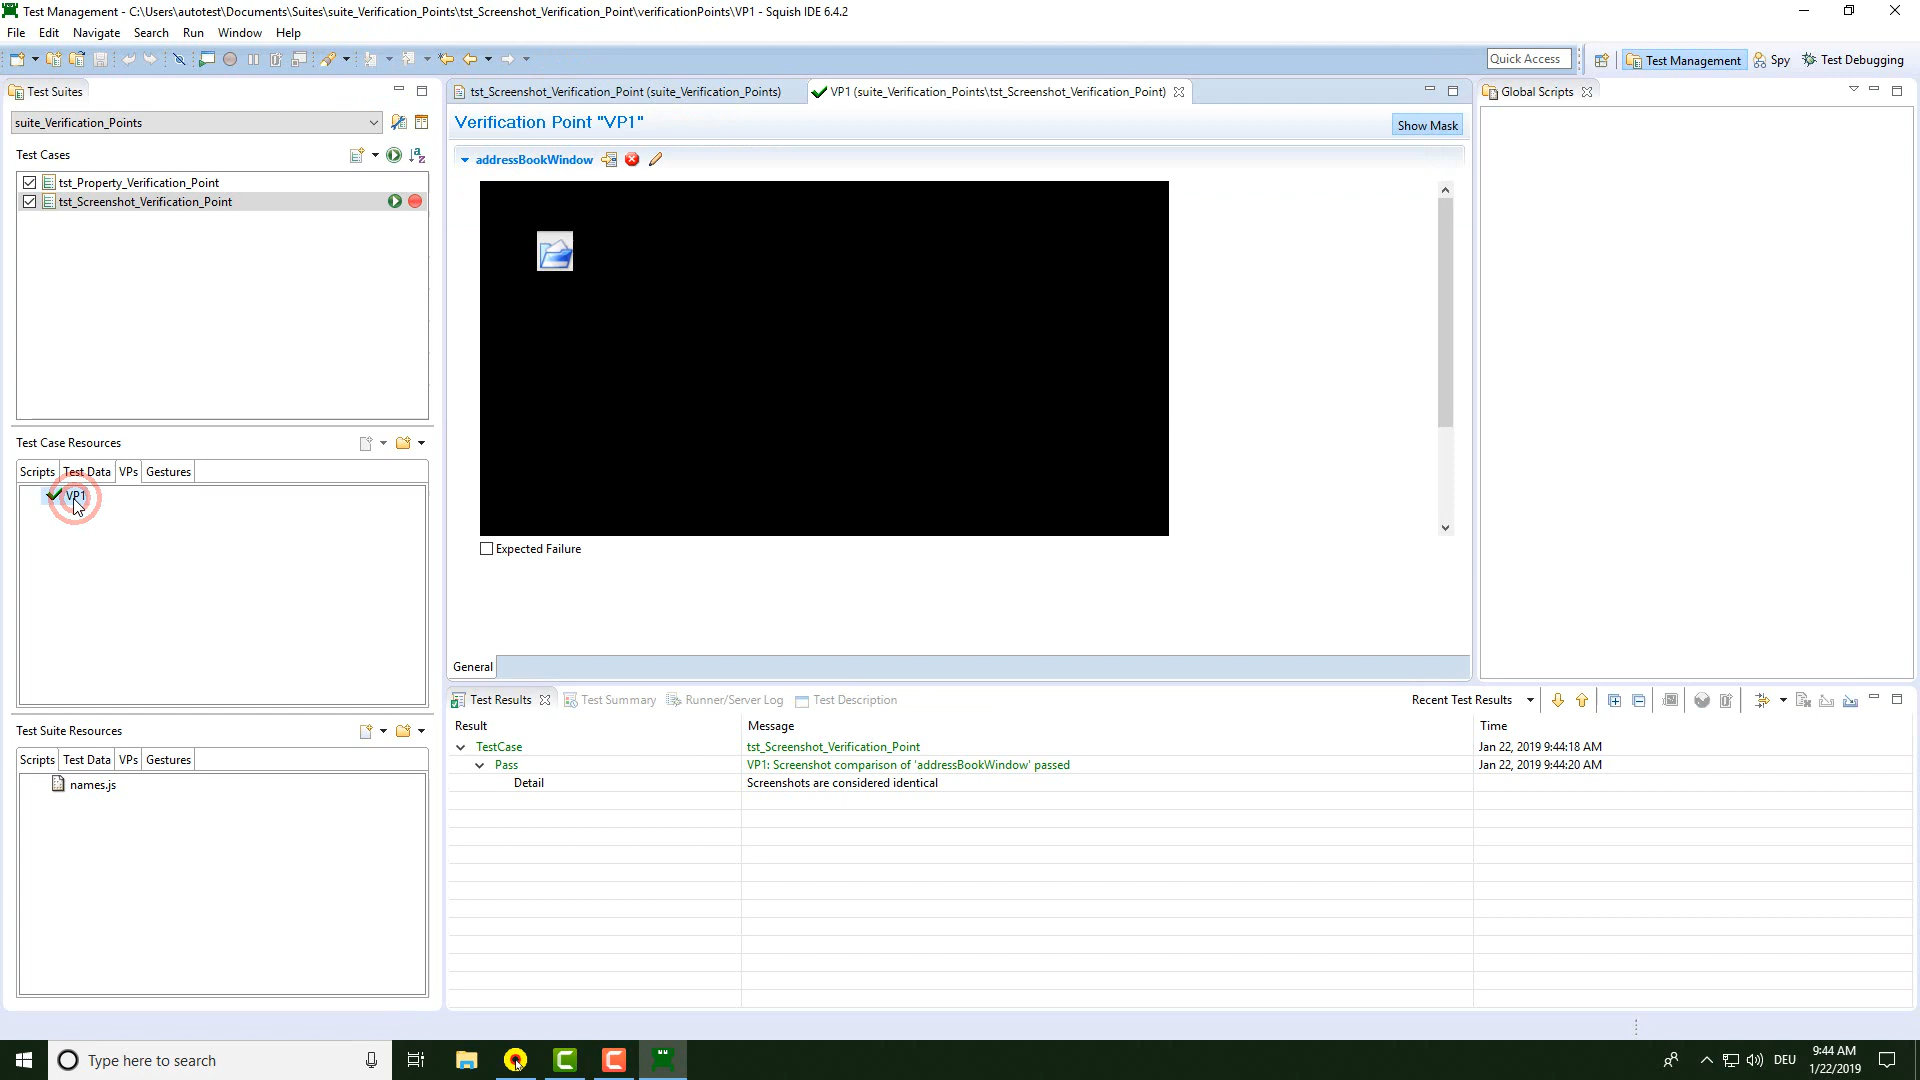 Test Management - C:\Users\autotest\Documents\Suites\suite_Verification_Points\tst_Screenshot_Verification_Point\verificationPoints\VP1 - Squish IDE 6.4.2
File Edit Navigate Search Run Window Help
Quick Access
Test Management Spy Test Debugging
Test Suites
suite_Verification_Points
Test Cases
tst_Property_Verification_Point
tst_Screenshot_Verification_Point
Test Case Resources
Scripts Test Data VPs Gestures
VP1
Test Suite Resources
Scripts Test Data VPs Gestures
names.js
tst_Screenshot_Verification_Point (suite_Verification_Points)
VP1 (suite_Verification_Points\tst_Screenshot_Verification_Point)
Verification Point "VP1"
Show Mask
addressBookWindow
Expected Failure
General
Global Scripts
Test Results Test Summary Runner/Server Log Test Description
Recent Test Results
Result Message Time
TestCase tst_Screenshot_Verification_Point Jan 22, 2019 9:44:18 AM
Pass VP1: Screenshot comparison of 'addressBookWindow' passed Jan 22, 2019 9:44:20 AM
Detail Screenshots are considered identical
Type here to search
DEU
9:44 AM
1/22/2019